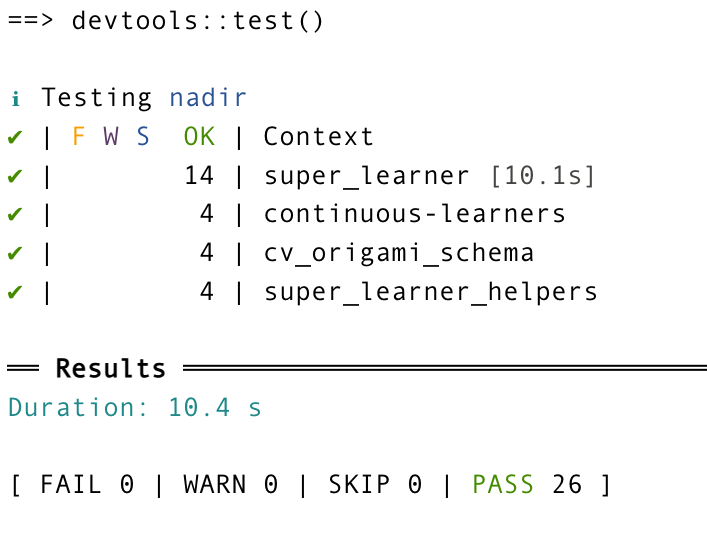 ==> devtools::test()
ℹ Testing nadir
✔ | F W S  OK | Context
✔ |         14 | super_learner [10.1s]
✔ |          4 | continuous-learners
✔ |          4 | cv_origami_schema
✔ |          4 | super_learner_helpers
══ Results ══════════════════════════════════
Duration: 10.4 s
[ FAIL 0 | WARN 0 | SKIP 0 | PASS 26 ]